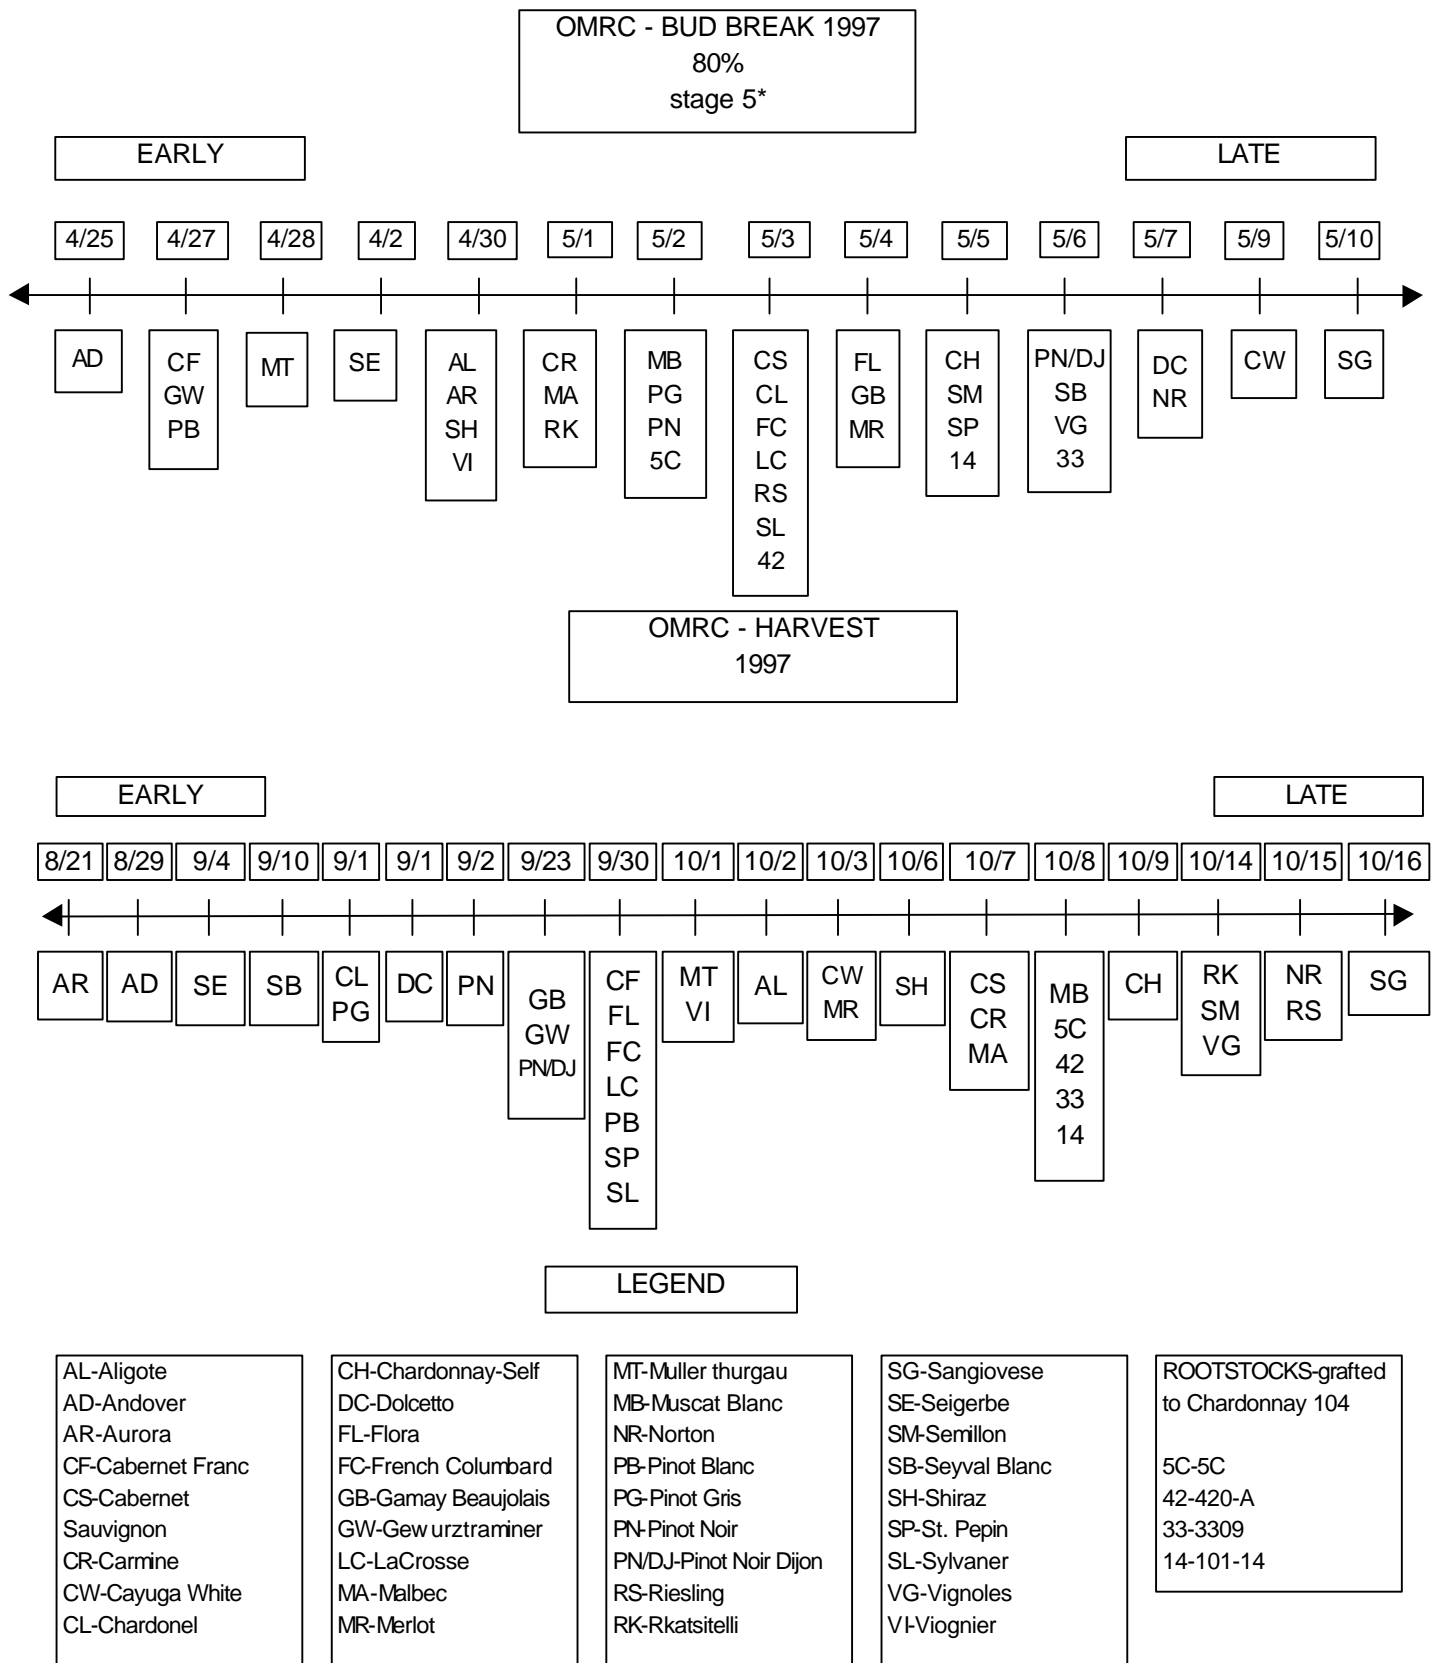 OMRC - BUD BREAK 1997
80%
stage 5*
EARLY
LATE
4/25 4/27 4/28 4/2 4/30 5/1 5/2 5/3 5/4 5/5 5/6 5/7 5/9 5/10
AD
CF
GW
PB
MT
SE
AL
AR
SH
VI
CR
MA
RK
MB
PG
PN
5C
CS
CL
FC
LC
RS
SL
42
FL
GB
MR
CH
SM
SP
14
PN/DJ
SB
VG
33
DC
NR
CW
SG
OMRC - HARVEST
1997
EARLY
LATE
8/21 8/29 9/4 9/10 9/1 9/1 9/2 9/23 9/30 10/1 10/2 10/3 10/6 10/7 10/8 10/9 10/14 10/15 10/16
AR
AD
SE
SB
CL
PG
DC
PN
GB
GW
PN/DJ
CF
FL
FC
LC
PB
SP
SL
MT
VI
AL
CW
MR
SH
CS
CR
MA
MB
5C
42
33
14
CH
RK
SM
VG
NR
RS
SG
LEGEND
AL-Aligote
AD-Andover
AR-Aurora
CF-Cabernet Franc
CS-Cabernet
Sauvignon
CR-Carmine
CW-Cayuga White
CL-Chardonel
CH-Chardonnay-Self
DC-Dolcetto
FL-Flora
FC-French Columbard
GB-Gamay Beaujolais
GW-Gew urztraminer
LC-LaCrosse
MA-Malbec
MR-Merlot
MT-Muller thurgau
MB-Muscat Blanc
NR-Norton
PB-Pinot Blanc
PG-Pinot Gris
PN-Pinot Noir
PN/DJ-Pinot Noir Dijon
RS-Riesling
RK-Rkatsitelli
SG-Sangiovese
SE-Seigerbe
SM-Semillon
SB-Seyval Blanc
SH-Shiraz
SP-St. Pepin
SL-Sylvaner
VG-Vignoles
VI-Viognier
ROOTSTOCKS-grafted
to Chardonnay 104
5C-5C
42-420-A
33-3309
14-101-14